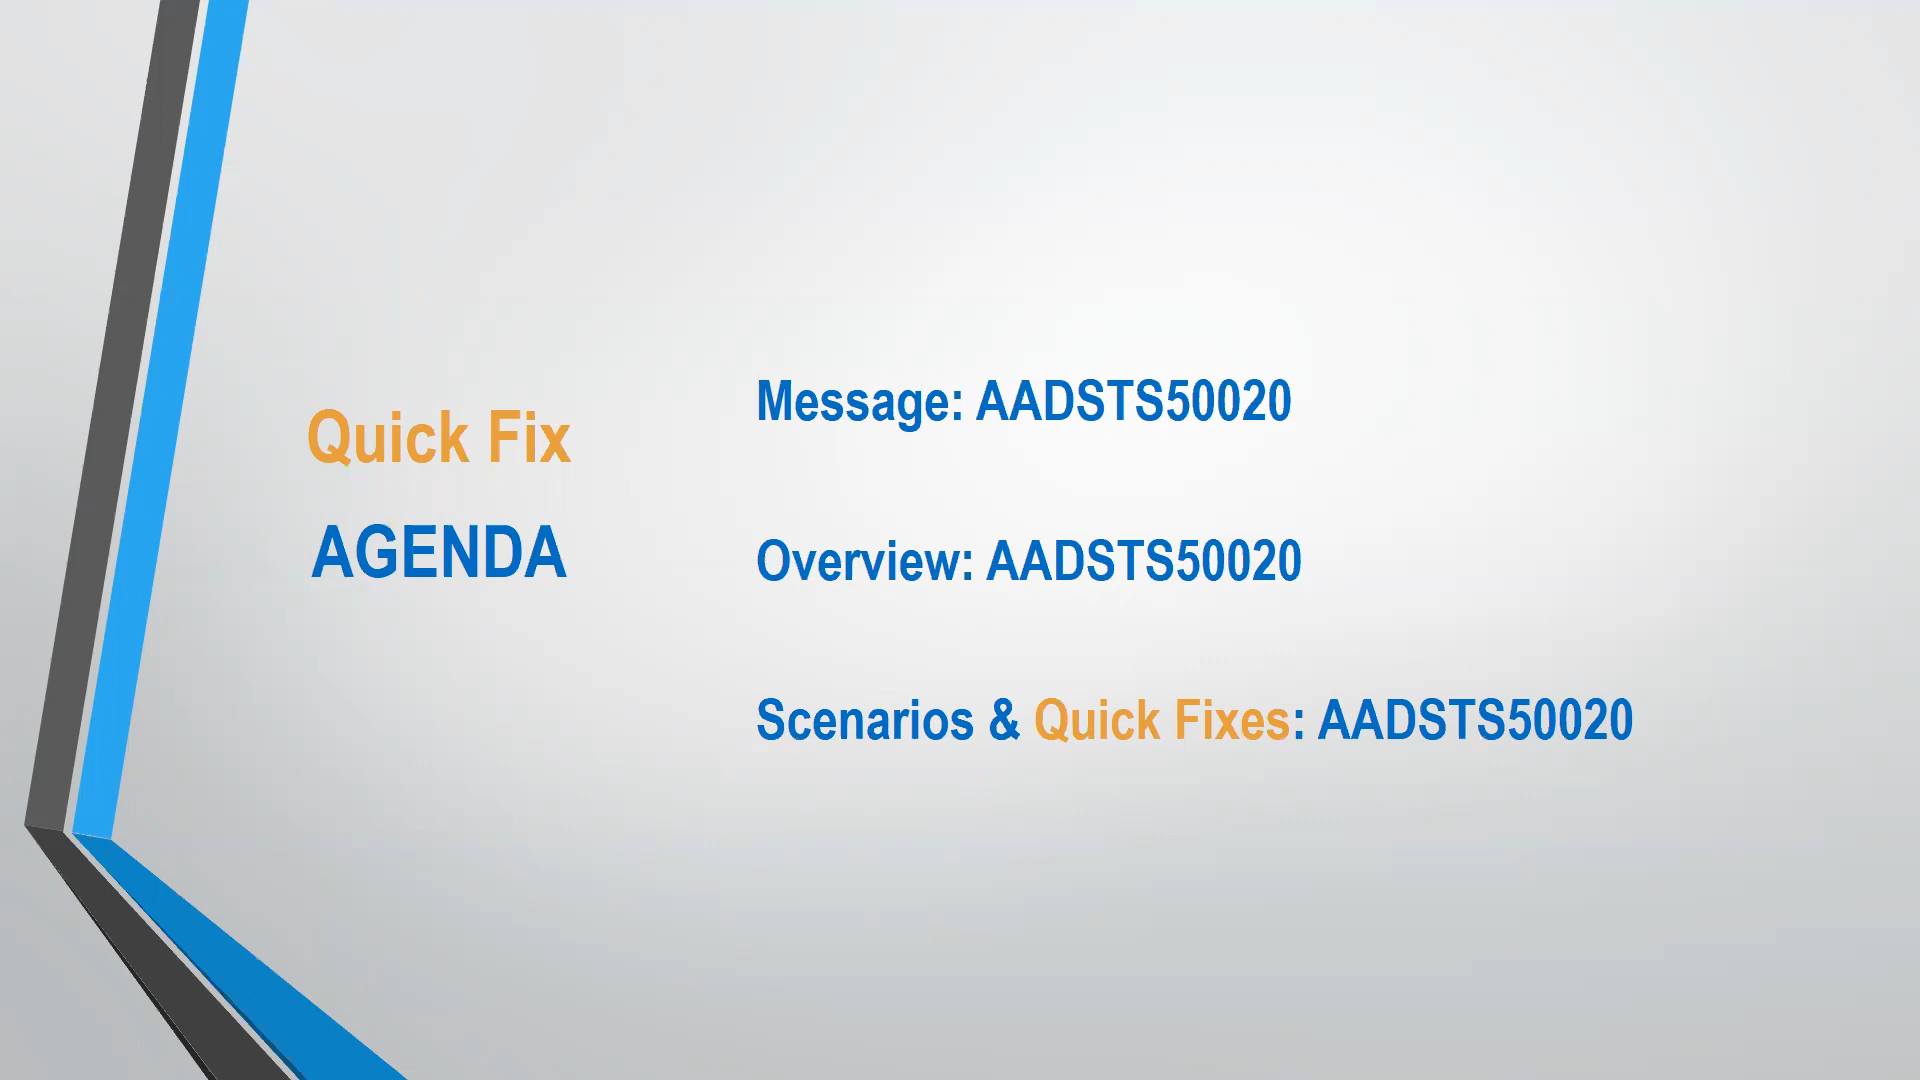 Quick Fix
AGENDA
Message: AADSTS50020
Overview: AADSTS50020
Scenarios & Quick Fixes: AADSTS50020